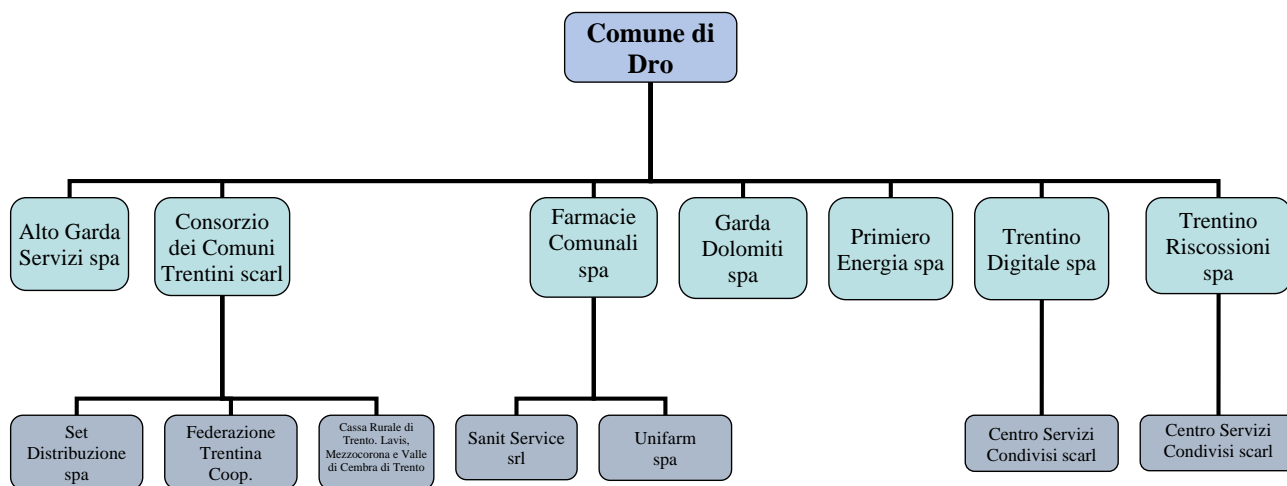 Comune di
Dro
Alto Garda
Servizi spa
Consorzio
dei Comuni
Trentini scarl
Farmacie
Comunali
spa
Garda
Dolomiti
spa
Primiero
Energia spa
Trentino
Digitale spa
Trentino
Riscossioni
spa
Set
Distribuzione
spa
Federazione
Trentina
Coop.
Cassa Rurale di
Trento. Lavis,
Mezzocorona e Valle
di Cembra di Trento
Sanit Service
srl
Unifarm
spa
Centro Servizi
Condivisi scarl
Centro Servizi
Condivisi scarl